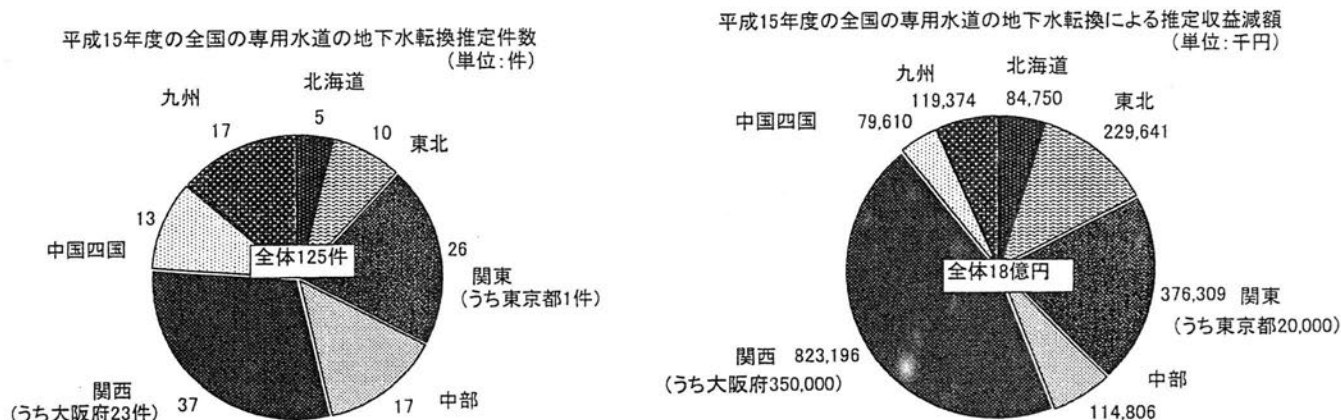 平成15年度の全国の専用水道の地下水転換推定件数
(単位:件)
北海道
5
10
東北
26
関東
(うち東京都1件)
17
中部
37
関西
(うち大阪府23件)
13
中国四国
17
九州
全体125件
平成15年度の全国の専用水道の地下水転換による推定収益減額
(単位:千円)
北海道
84,750
東北
229,641
376,309 関東
(うち東京都20,000)
中部
114,806
関西 823,196
(うち大阪府350,000)
中国四国 79,610
九州
119,374
全体18億円